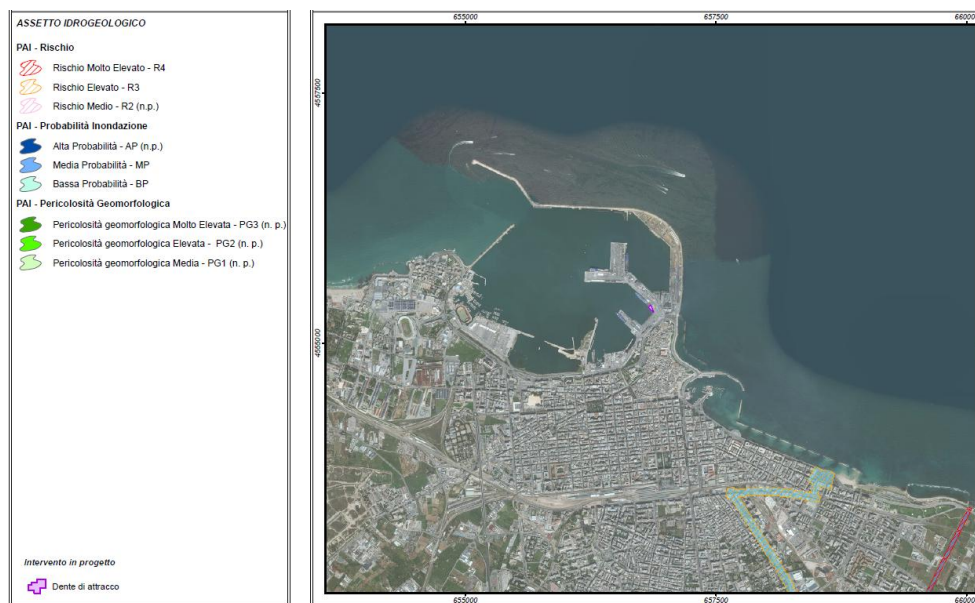 ASSETTO IDROGEOLOGICO
PAI - Rischio
Rischio Molto Elevato - R4
Rischio Elevato - R3
Rischio Medio - R2 (n.p.)
PAI - Probabilità Inondazione
Alta Probabilità - AP (n.p.)
Media Probabilità - MP
Bassa Probabilità - BP
PAI - Pericolosità Geomorfologica
Pericolosità geomorfologica Molto Elevata - PG3 (n. p.)
Pericolosità geomorfologica Elevata - PG2 (n. p.)
Pericolosità geomorfologica Media - PG1 (n. p.)
Intervento in progetto
Dente di attracco
655000
657500
660000
4557500
4555000
655000
657500
660000